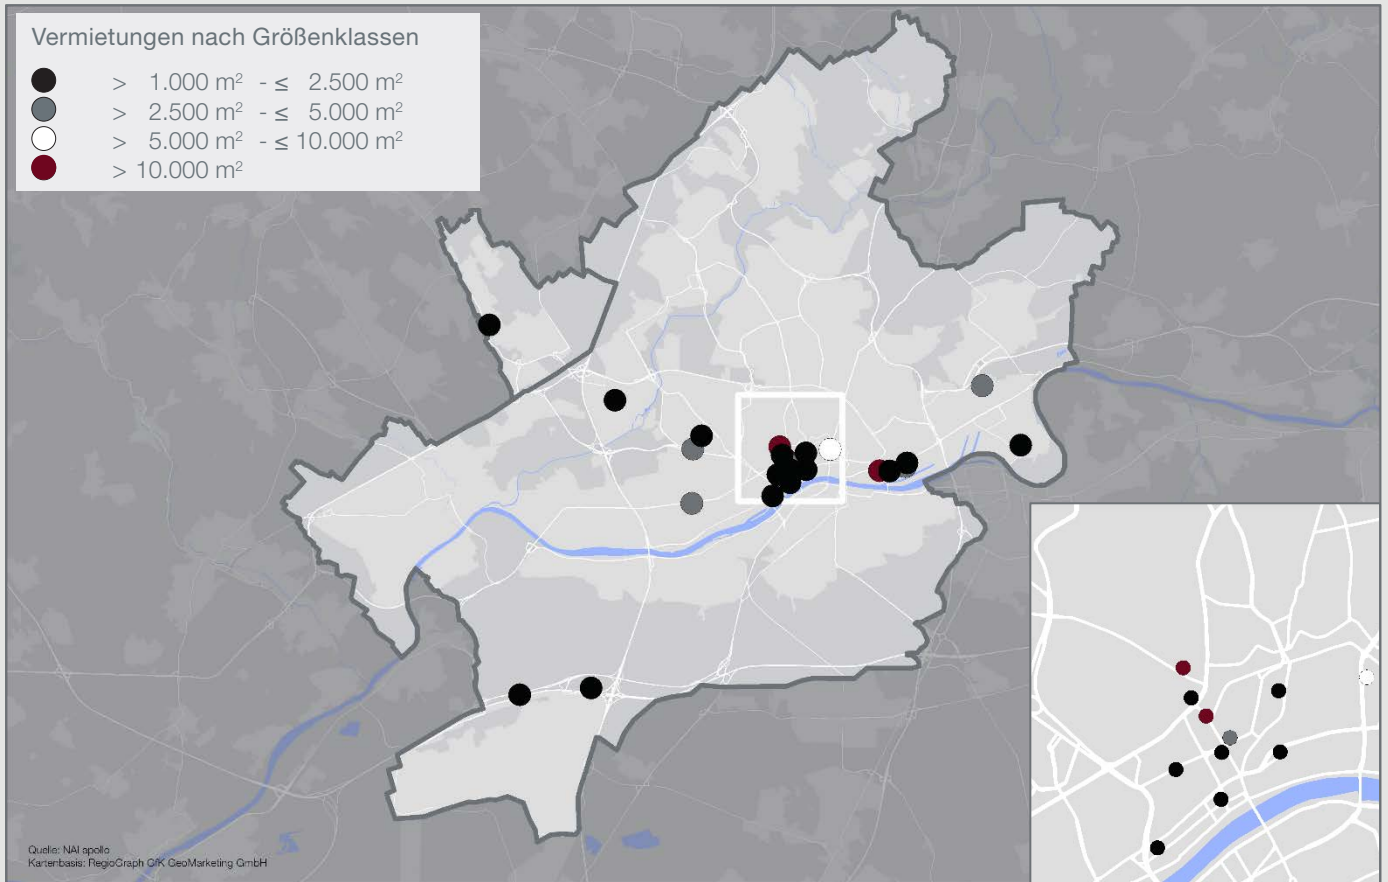 Vermietungen nach Größenklassen
> 1.000 m² - ≤ 2.500 m²
> 2.500 m² - ≤ 5.000 m²
> 5.000 m² - ≤ 10.000 m²
> 10.000 m²
Quelle: NAI apollo
Kartenbasis: RegioGraph GfK GeoMarketing GmbH